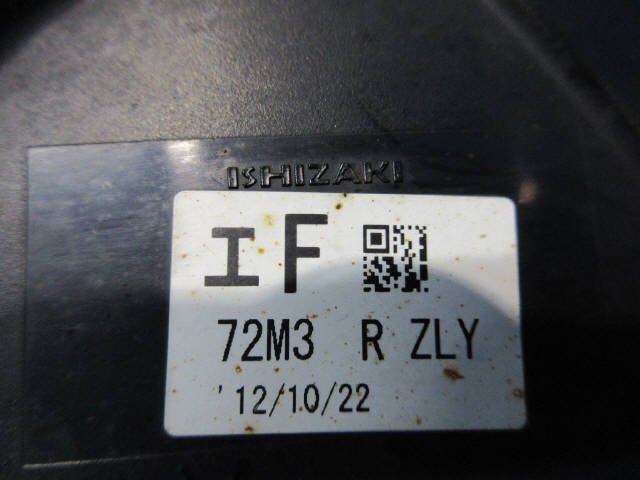 ISHIZAKI
IF
72M3 R ZLY
'12/10/22